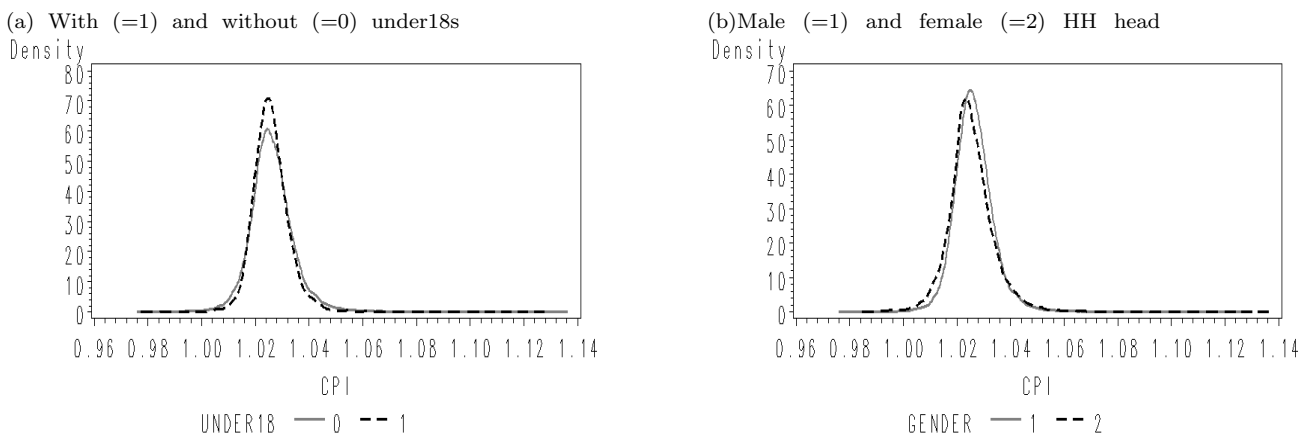 (a) With (=1) and without (=0) under18s
Density
80
70
60
50
40
30
20
10
0
0.96 0.98 1.00 1.02 1.04 1.06 1.08 1.10 1.12 1.14
CPI
UNDER18 0 1
(b)Male (=1) and female (=2) HH head
Density
70
60
50
40
30
20
10
0
0.96 0.98 1.00 1.02 1.04 1.06 1.08 1.10 1.12 1.14
CPI
GENDER 1 2